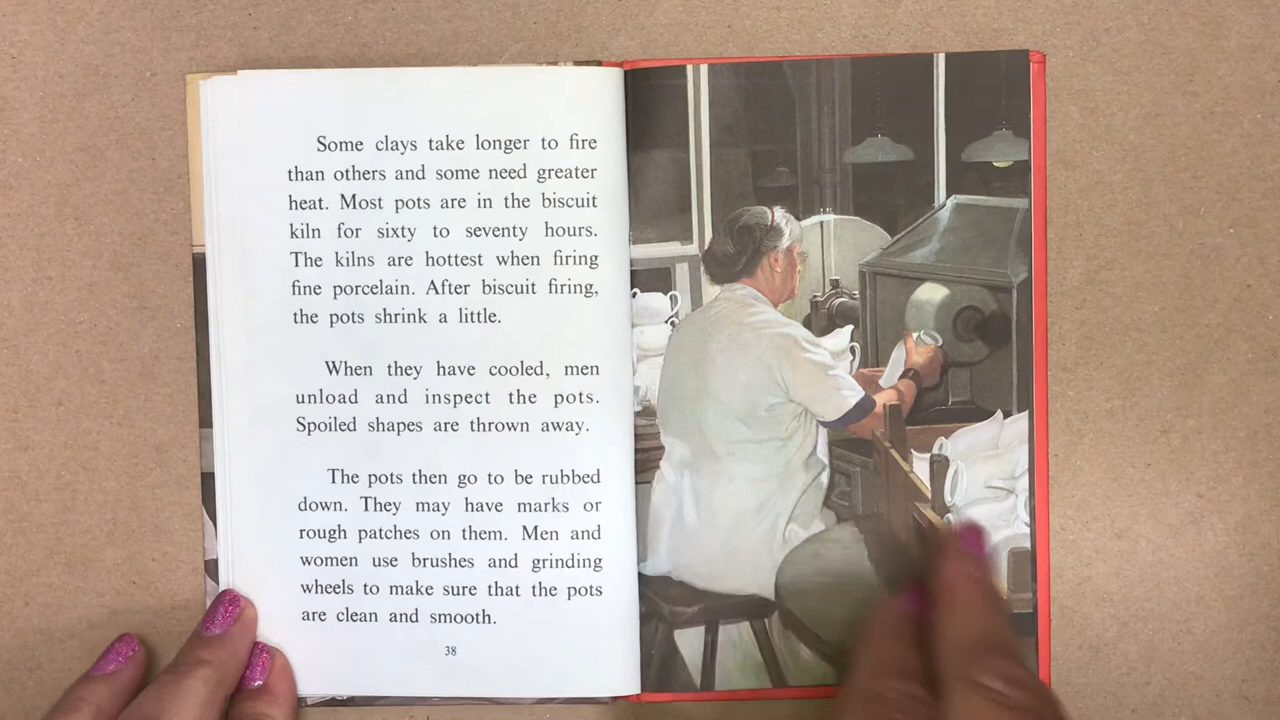 Some clays take longer to fire
than others and some need greater
heat. Most pots are in the biscuit
kiln for sixty to seventy hours.
The kilns are hottest when firing
fine porcelain. After biscuit firing,
the pots shrink a little.
When they have cooled, men
unload and inspect the pots.
Spoiled shapes are thrown away.
The pots then go to be rubbed
down. They may have marks or
rough patches on them. Men and
women use brushes and grinding
wheels to make sure that the pots
are clean and smooth.
38